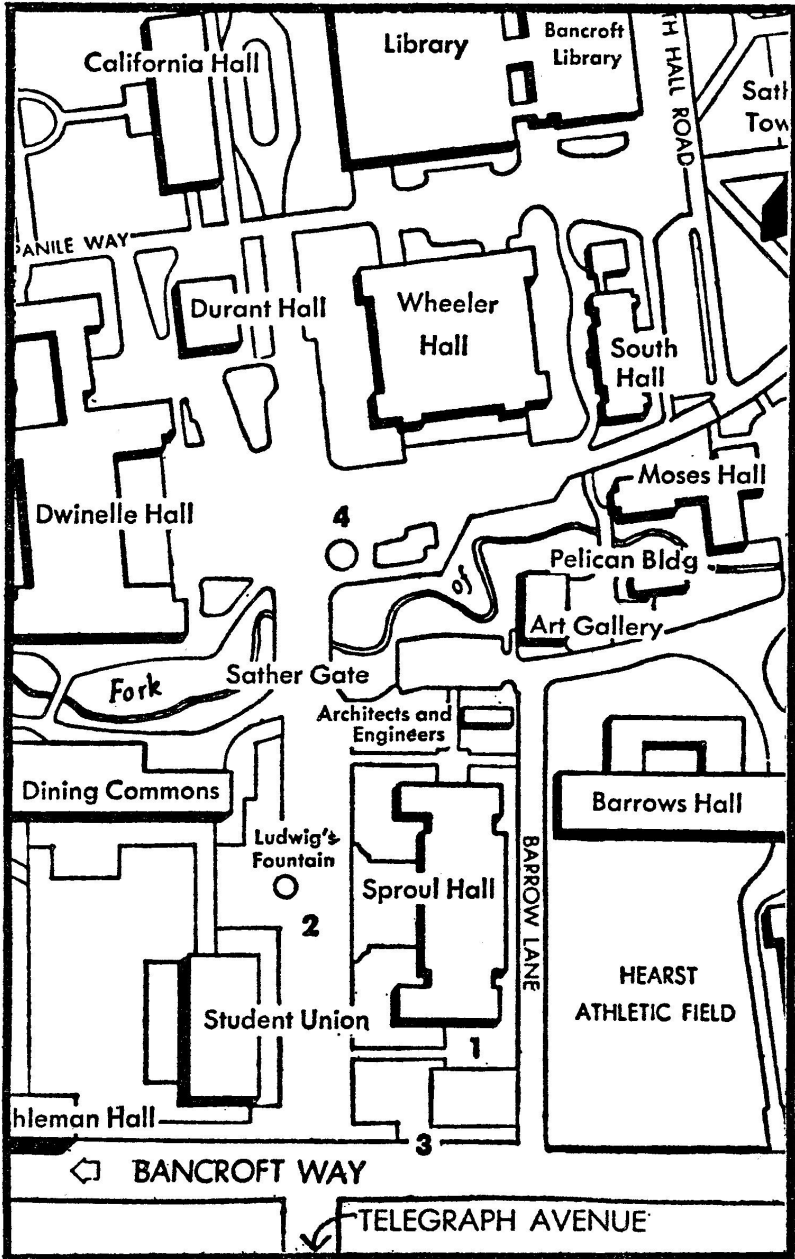 California Hall
Library
Bancroft
Library
TH HALL ROAD
Sath
Tow
PANILE WAY
Durant Hall
Wheeler
Hall
South
Hall
Moses Hall
Dwinelle Hall
4
of
Pelican Bldg
Art Gallery
Sather Gate
Fork
Architects and
Engineers
Dining Commons
Barrows Hall
Ludwig's
Fountain
Sproul Hall
BARROW LANE
2
HEARST
ATHLETIC FIELD
Student Union
1
hleman Hall
3
BANCROFT WAY
TELEGRAPH AVENUE